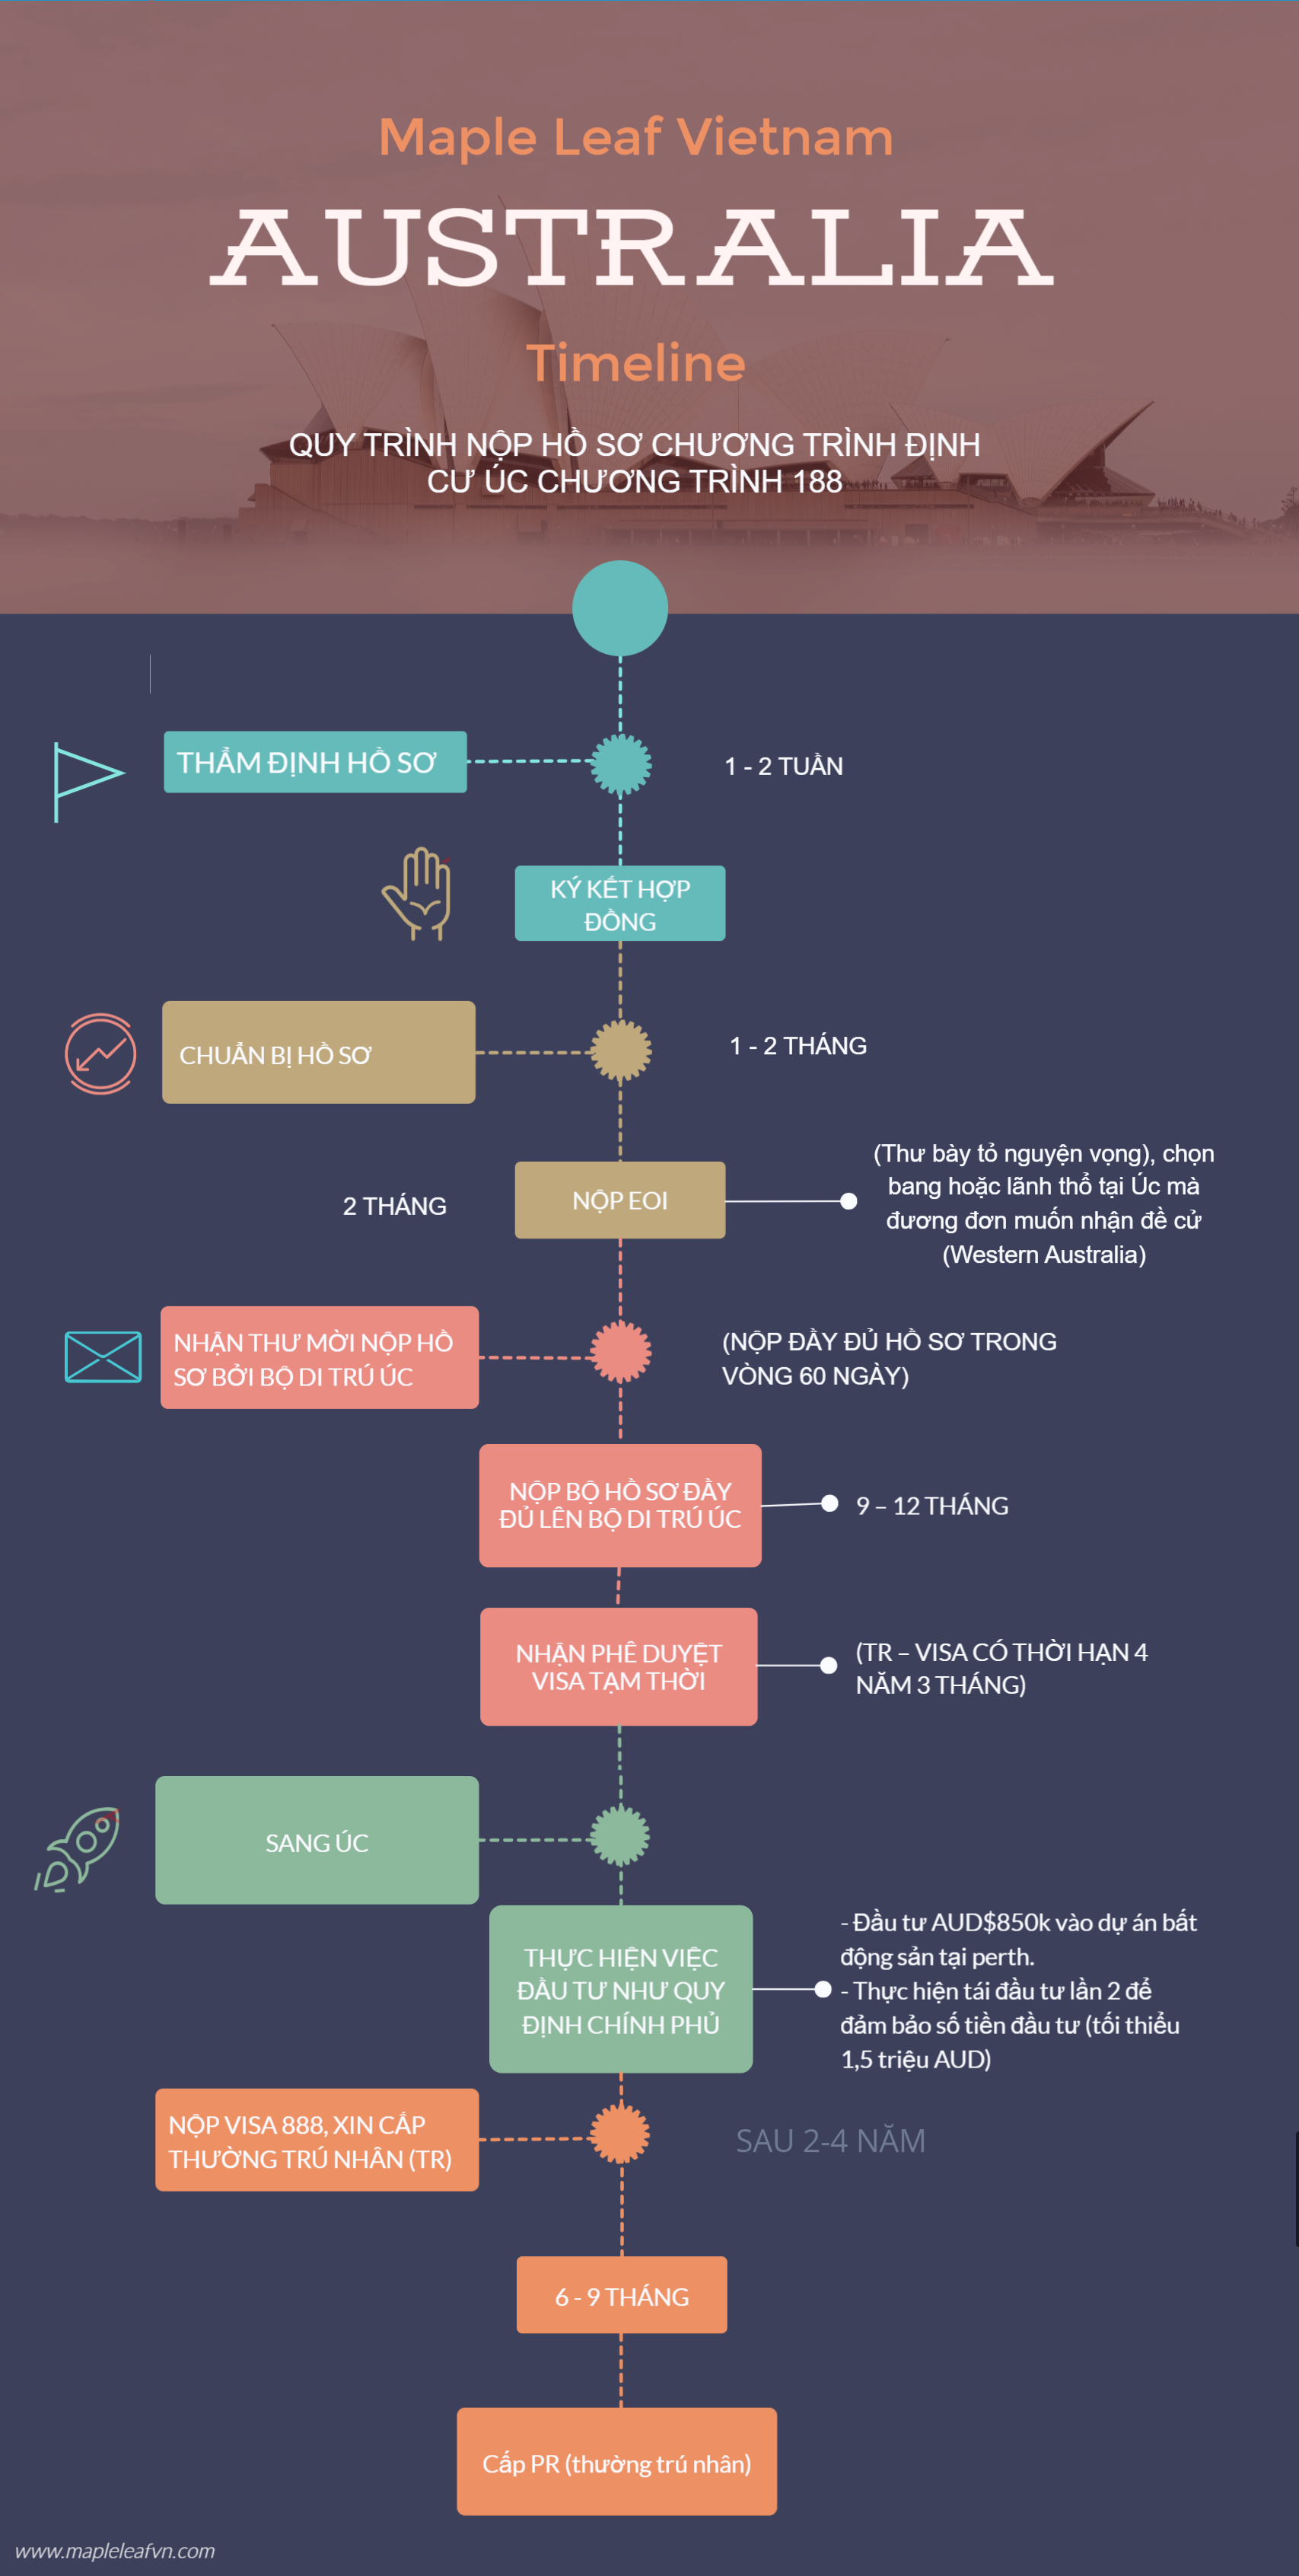 Maple Leaf Vietnam
AUSTRALIA
Timeline
QUY TRÌNH NỘP HỒ SƠ CHƯƠNG TRÌNH ĐỊNH
CƯ ÚC CHƯƠNG TRÌNH 188
THẨM ĐỊNH HỒ SƠ
1 - 2 TUẦN
KÝ KẾT HỢP
ĐỒNG
CHUẨN BỊ HỒ SƠ
1 - 2 THÁNG
2 THÁNG
NỘP EOI
(Thư bày tỏ nguyện vọng), chọn
bang hoặc lãnh thổ tại Úc mà
đương đơn muốn nhận đề cử
(Western Australia)
NHẬN THƯ MỜI NỘP HỒ
SƠ BỞI BỘ DI TRÚ ÚC
(NỘP ĐẦY ĐỦ HỒ SƠ TRONG
VÒNG 60 NGÀY)
NỘP BỘ HỒ SƠ ĐẦY
ĐỦ LÊN BỘ DI TRÚ ÚC
9 – 12 THÁNG
NHẬN PHÊ DUYỆT
VISA TẠM THỜI
(TR – VISA CÓ THỜI HẠN 4
NĂM 3 THÁNG)
SANG ÚC
THỰC HIỆN VIỆC
ĐẦU TƯ NHƯ QUY
ĐỊNH CHÍNH PHỦ
- Đầu tư AUD$850k vào dự án bất
động sản tại perth.
- Thực hiện tái đầu tư lần 2 để
đảm bảo số tiền đầu tư (tối thiểu
1,5 triệu AUD)
NỘP VISA 888, XIN CẤP
THƯỜNG TRÚ NHÂN (TR)
SAU 2-4 NĂM
6 - 9 THÁNG
Cấp PR (thường trú nhân)
www.mapleleafvn.com